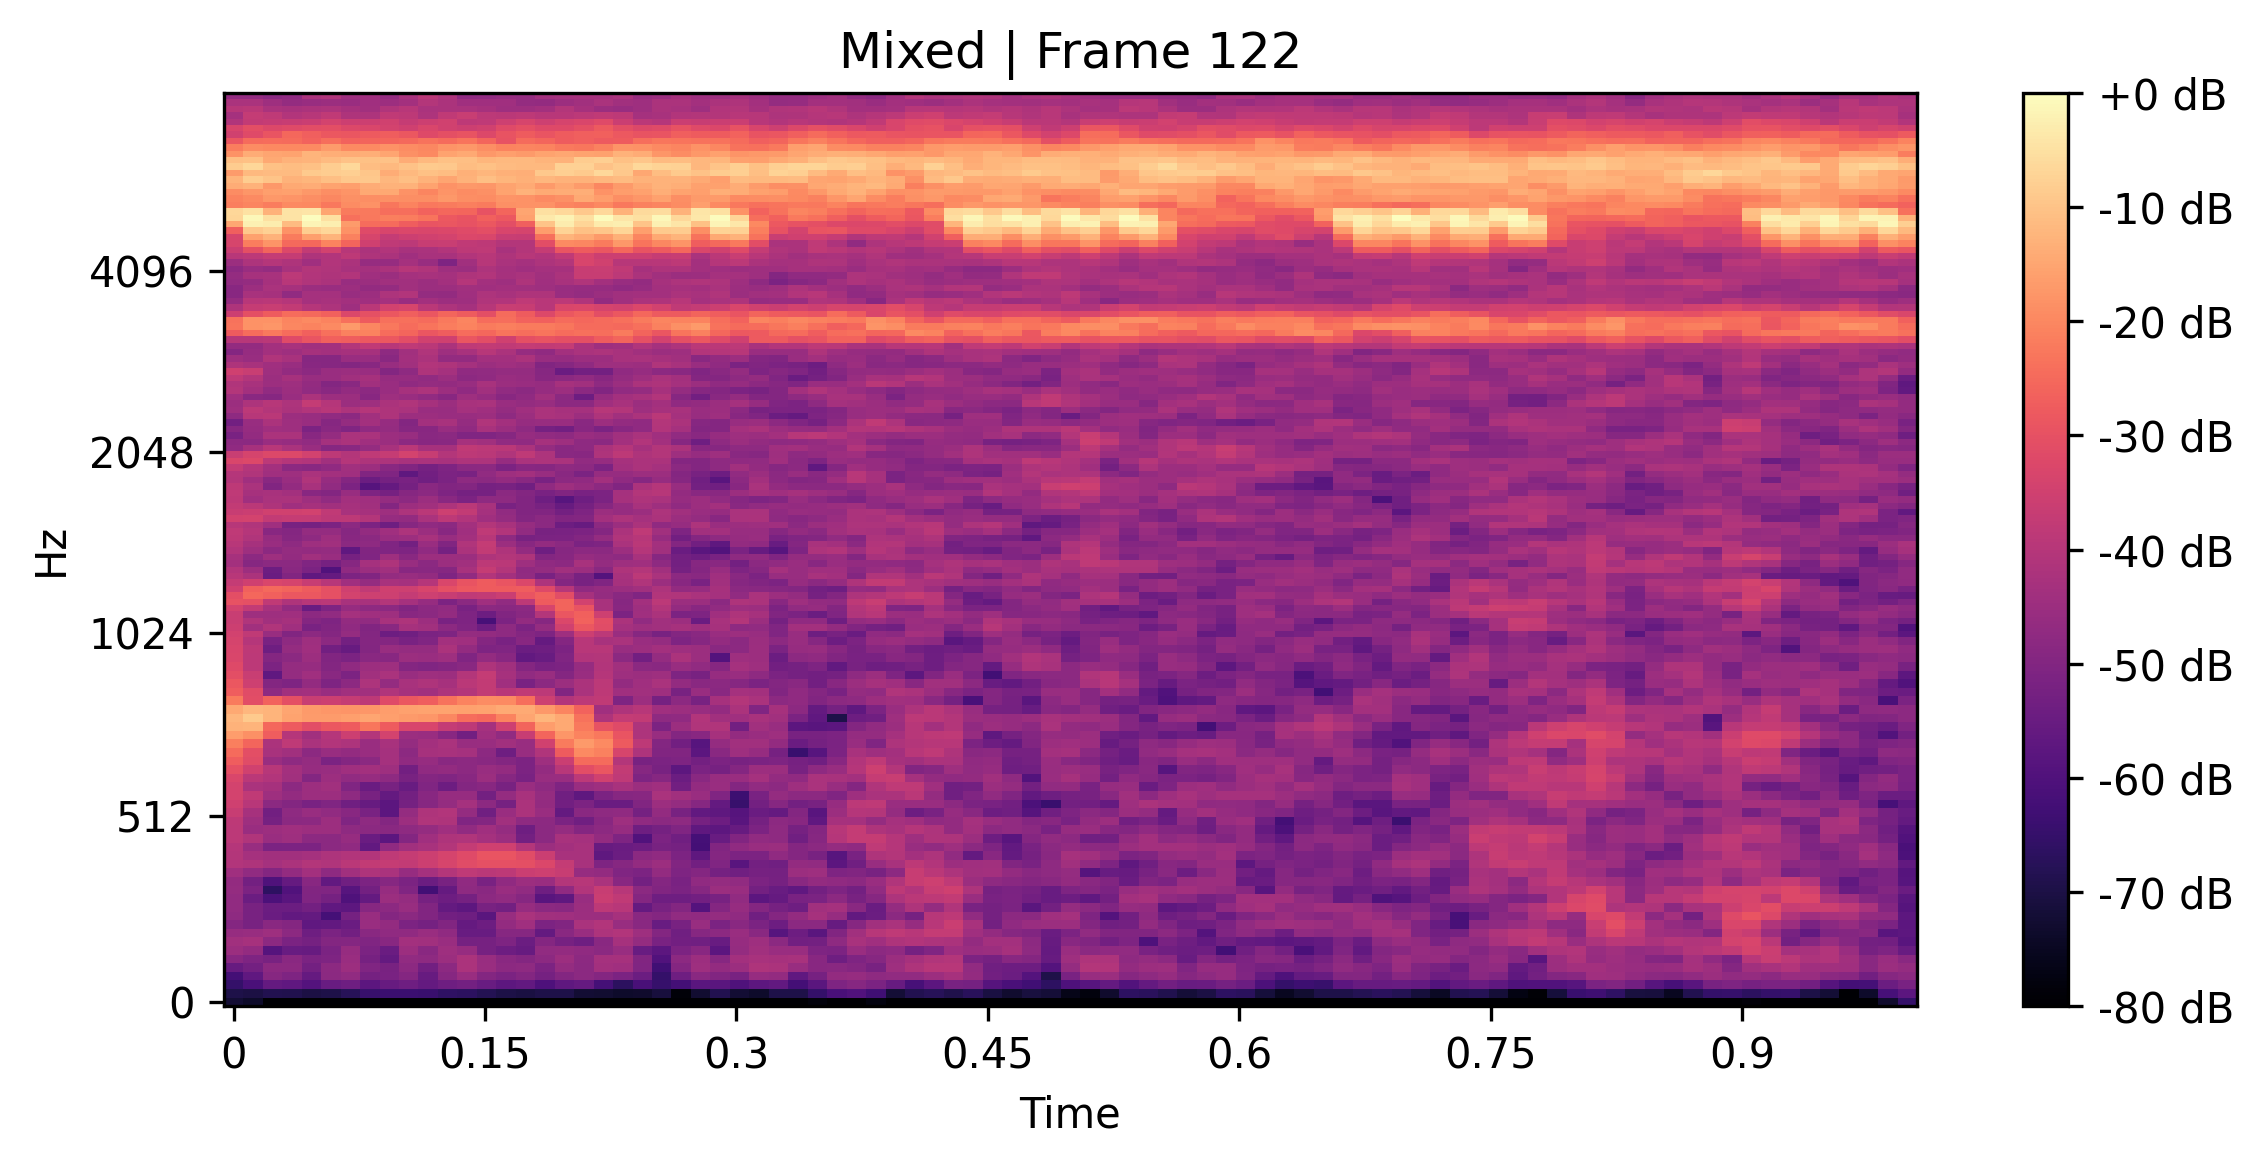 Mixed | Frame 122
+0 dB
-10 dB
-20 dB
-30 dB
-40 dB
-50 dB
-60 dB
-70 dB
-80 dB
Hz
4096
2048
1024
512
0
0 0.15 0.3 0.45 0.6 0.75 0.9
Time